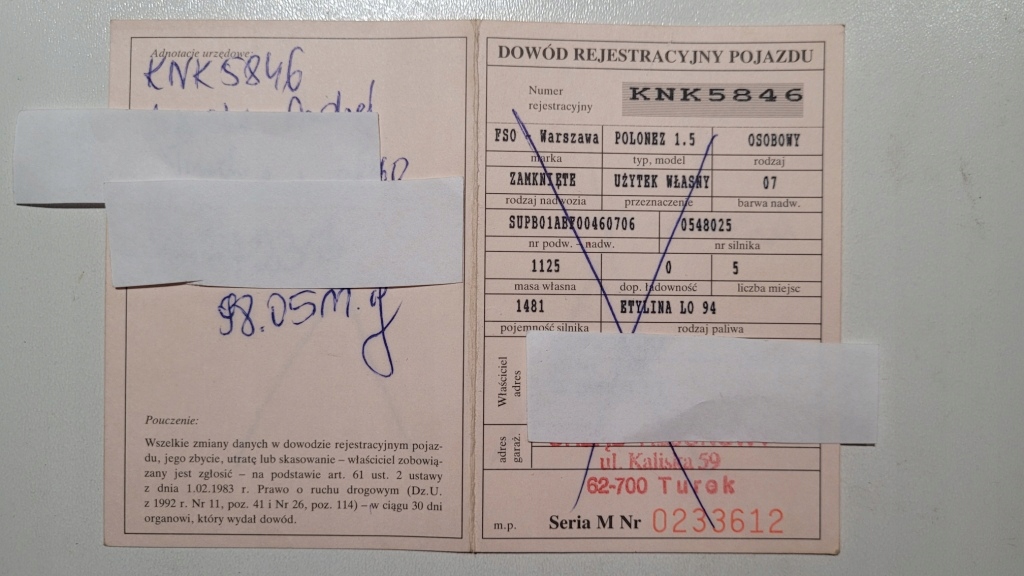 Adnotacje urzędowe:
KNK5846
98.05
Pouczenie:
Wszelkie zmiany danych w dowodzie rejestracyjnym pojaz-
du, jego zbycie, utratę lub skasowanie – właściciel zobowią-
zany jest zgłosić – na podstawie art. 61 ust. 2 ustawy
z dnia 1.02.1983 r. Prawo o ruchu drogowym (Dz.U.
z 1992 r. Nr 11, poz. 41 i Nr 26, poz. 114) – w ciągu 30 dni
organowi, który wydał dowód.
DOWÓD REJESTRACYJNY POJAZDU
Numer
rejestracyjny
KNK5846
FSO - Warszawa POLONEZ 1.5 OSOBOWY
marka typ, model rodzaj
ZAMKNIĘTE UŻYTEK WŁASNY 07
rodzaj nadwozia przeznaczenie barwa nadw.
SUPB01ABT00460706 0548025
nr podw. – nadw. nr silnika
1125 0 5
masa własna dop. ładowność liczba miejsc
1481 ETYLINA LO 94
pojemność silnika rodzaj paliwa
Właściciel
adres
adres
garaż.
ul. Kaliska 59
62-700 Turek
m.p. Seria M Nr 0233612